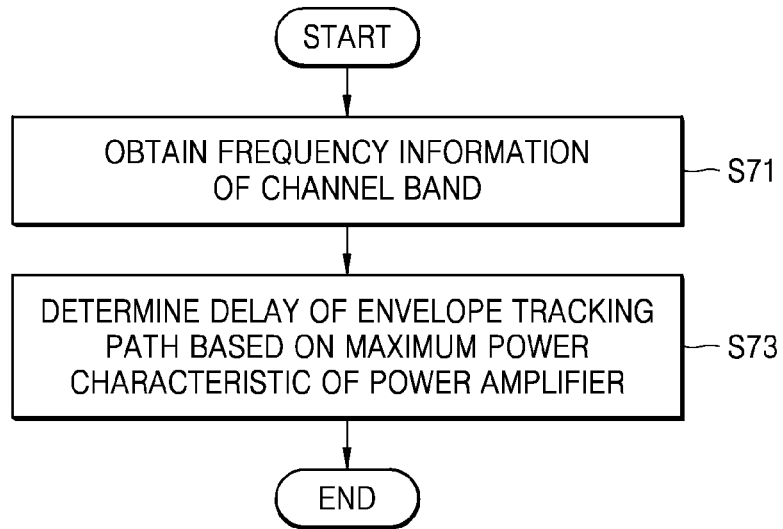 START
OBTAIN FREQUENCY INFORMATION
OF CHANNEL BAND
S71
DETERMINE DELAY OF ENVELOPE TRACKING
PATH BASED ON MAXIMUM POWER
CHARACTERISTIC OF POWER AMPLIFIER
S73
END